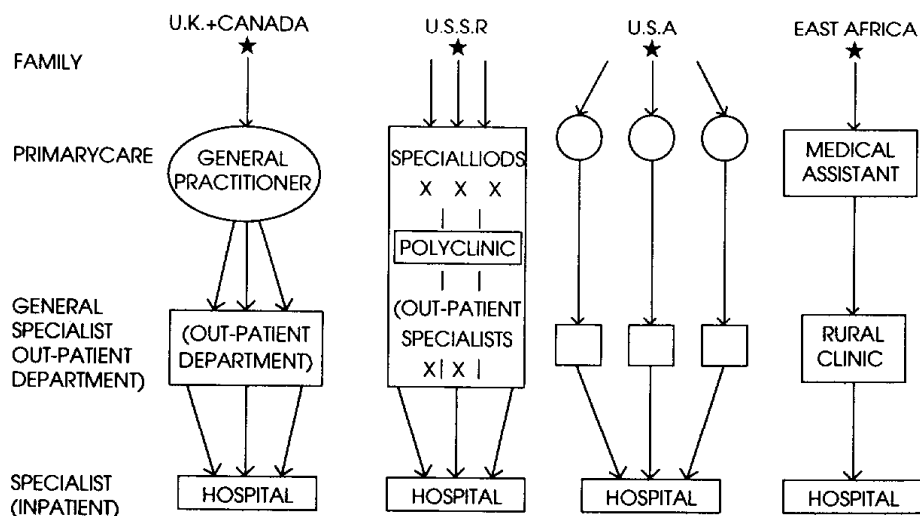 U.K.+CANADA U.S.S.R U.S.A EAST AFRICA
FAMILY
PRIMARYCARE
GENERAL
PRACTITIONER
SPECIALLIODS
X X X
MEDICAL
ASSISTANT
POLYCLINIC
GENERAL
SPECIALIST
OUT-PATIENT
DEPARTMENT)
(OUT-PATIENT
DEPARTMENT)
(OUT-PATIENT
SPECIALISTS
X X
RURAL
CLINIC
SPECIALIST
(INPATIENT)
HOSPITAL HOSPITAL HOSPITAL HOSPITAL